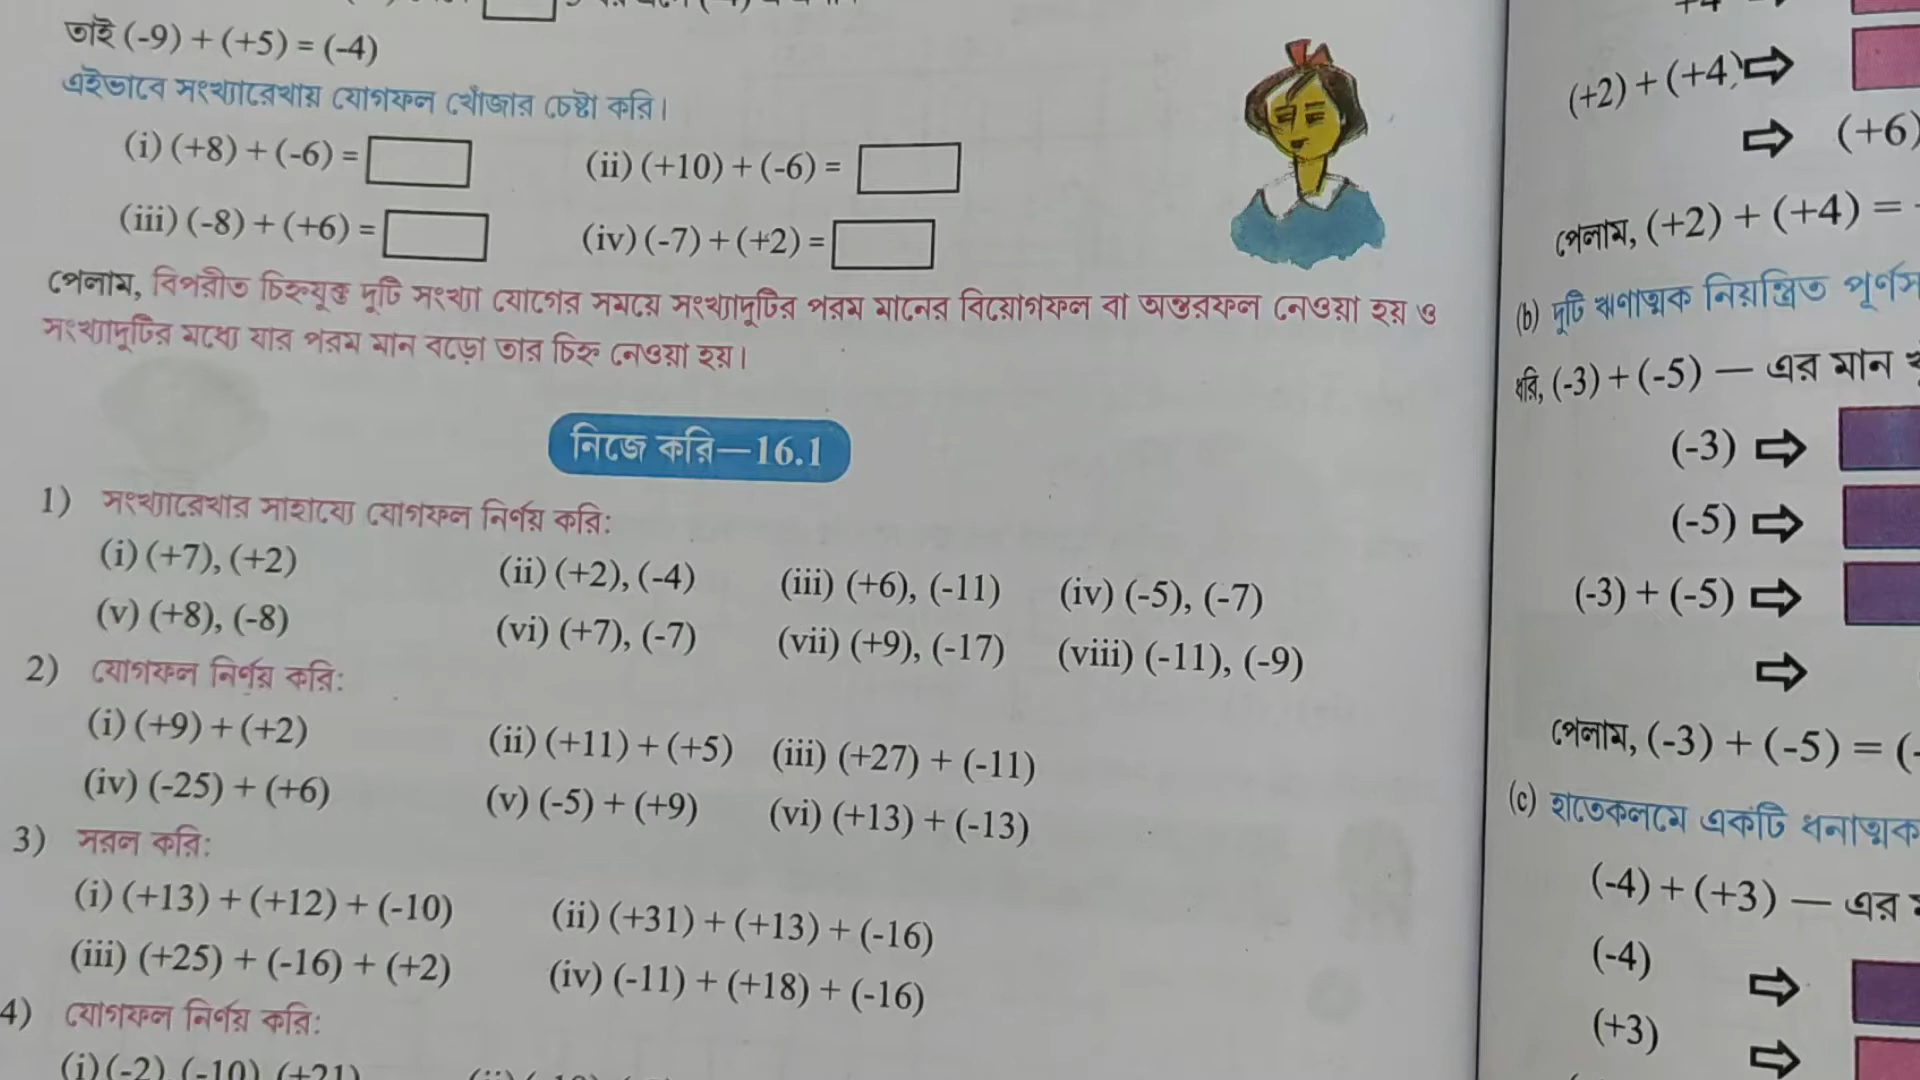 তাই (-9) + (+5) = (-4)
এইভাবে সংখ্যারেখায় যোগফল খোঁজার চেষ্টা করি।
(i) (+8) + (-6) =
(ii) (+10) + (-6) =
(iii) (-8) + (+6) =
(iv) (-7) + (+2) =
পেলাম, বিপরীত চিহ্নযুক্ত দুটি সংখ্যা যোগের সময়ে সংখ্যাদুটির পরম মানের বিয়োগফল বা অন্তরফল নেওয়া হয় ও
সংখ্যাদুটির মধ্যে যার পরম মান বড়ো তার চিহ্ন নেওয়া হয়।
নিজে করি—16.1
1) সংখ্যারেখার সাহায্যে যোগফল নির্ণয় করি:
(i) (+7), (+2) (ii) (+2), (-4) (iii) (+6), (-11) (iv) (-5), (-7)
(v) (+8), (-8) (vi) (+7), (-7) (vii) (+9), (-17) (viii) (-11), (-9)
2) যোগফল নির্ণয় করি:
(i) (+9) + (+2) (ii) (+11) + (+5) (iii) (+27) + (-11)
(iv) (-25) + (+6) (v) (-5) + (+9) (vi) (+13) + (-13)
3) সরল করি:
(i) (+13) + (+12) + (-10) (ii) (+31) + (+13) + (-16)
(iii) (+25) + (-16) + (+2) (iv) (-11) + (+18) + (-16)
4) যোগফল নির্ণয় করি:
(i) (-2) (-10) (+21)
+4
(+2) + (+4) ⇨
⇨ (+6)
পেলাম, (+2) + (+4) =
(b) দুটি ঋণাত্মক নিয়ন্ত্রিত
ধরি, (-3) + (-5) — এর মান
(-3) ⇨
(-5) ⇨
(-3) + (-5) ⇨
⇨
পেলাম, (-3) + (-5) = (-
(c) হাতেকলমে একটি ধনাত্মক
(-4) + (+3) — এর
(-4) ⇨
(+3) ⇨